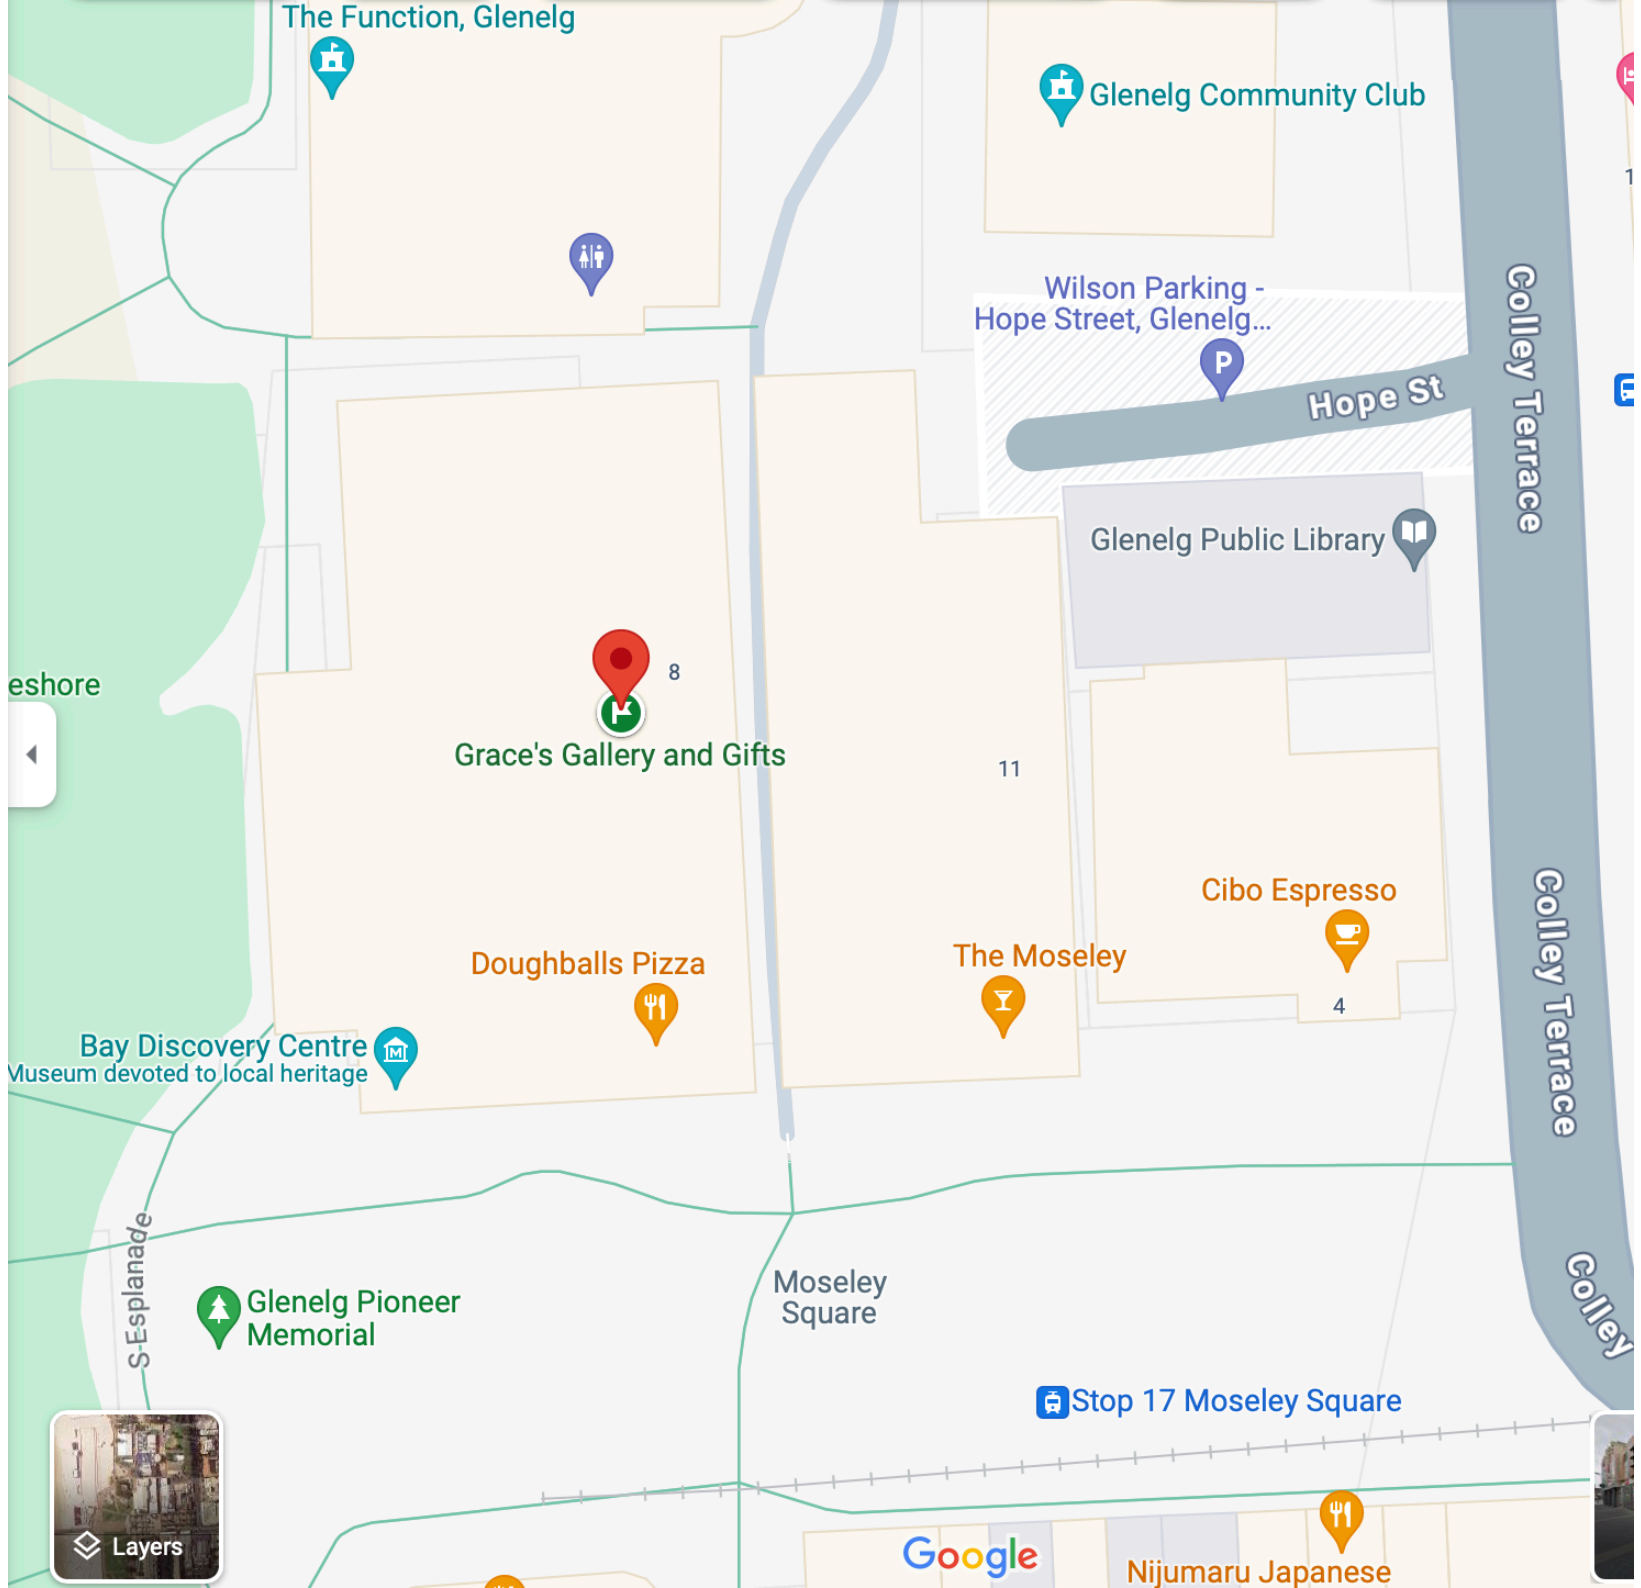 The Function, Glenelg
Glenelg Community Club
1
Wilson Parking -
Hope Street, Glenelg...
P
Hope St
Colley Terrace
Glenelg Public Library
eshore
8
Grace's Gallery and Gifts
11
Cibo Espresso
Colley Terrace
The Moseley
Doughballs Pizza
4
Bay Discovery Centre
M
Museum devoted to local heritage
S-Esplanade
Moseley
Square
Glenelg Pioneer
Memorial
Colley
Stop 17 Moseley Square
Layers
Google
Nijumaru Japanese